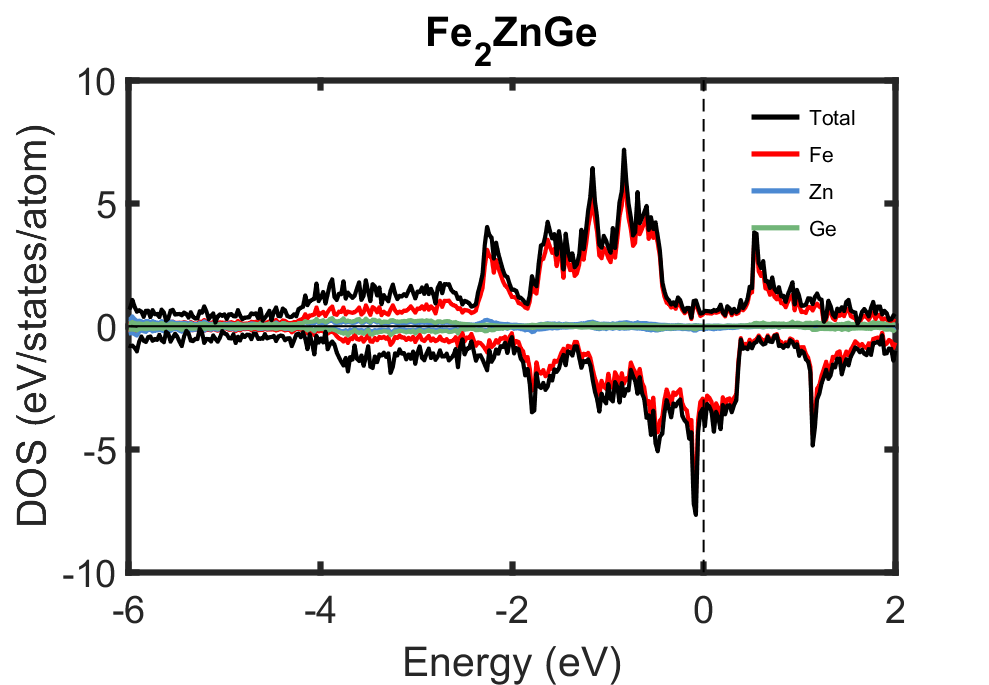 Fe₂ZnGe
10
5
0
-5
-10
DOS (eV/states/atom)
Total
Fe
Zn
Ge
-6 -4 -2 0 2
Energy (eV)